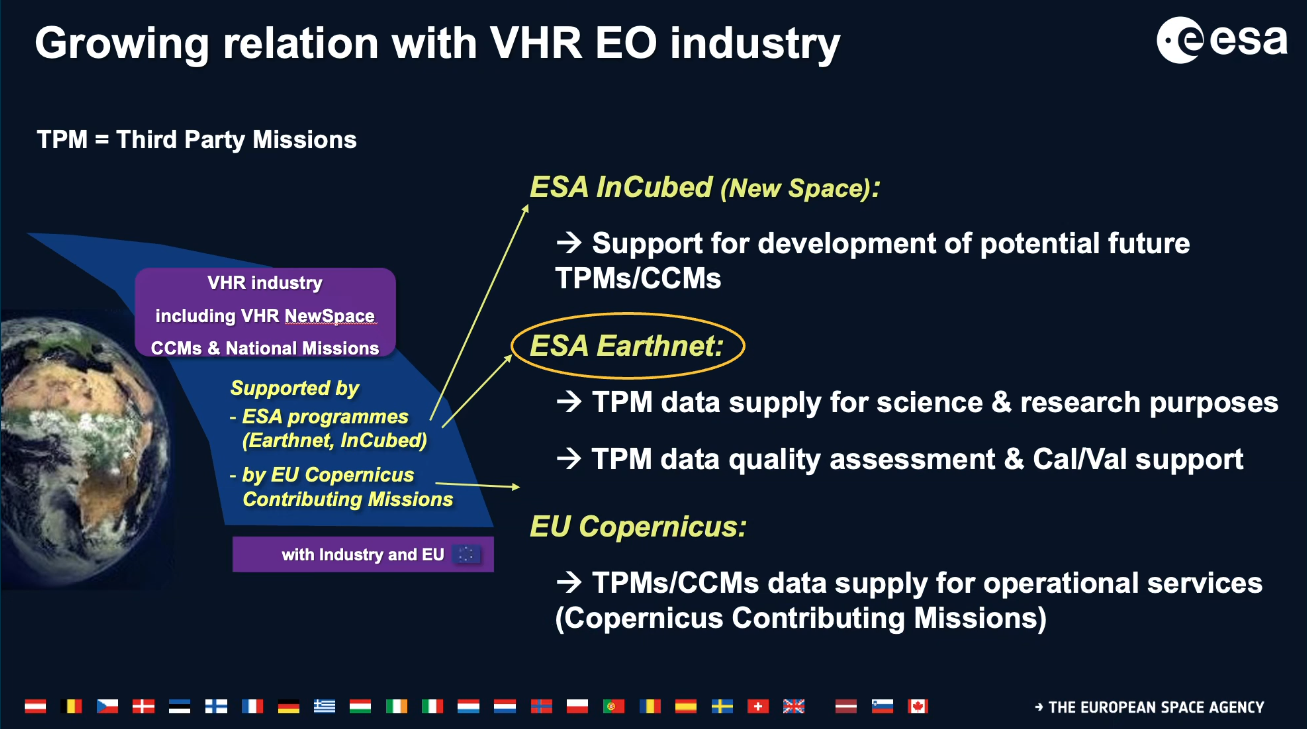 Growing relation with VHR EO industry
esa
TPM = Third Party Missions
VHR industry
including VHR NewSpace
CCMs & National Missions
Supported by
- ESA programmes
(Earthnet, InCubed)
- by EU Copernicus
Contributing Missions
with Industry and EU
ESA InCubed (New Space):
→ Support for development of potential future
TPMs/CCMs
ESA Earthnet:
→ TPM data supply for science & research purposes
→ TPM data quality assessment & Cal/Val support
EU Copernicus:
→ TPMs/CCMs data supply for operational services
(Copernicus Contributing Missions)
→ THE EUROPEAN SPACE AGENCY